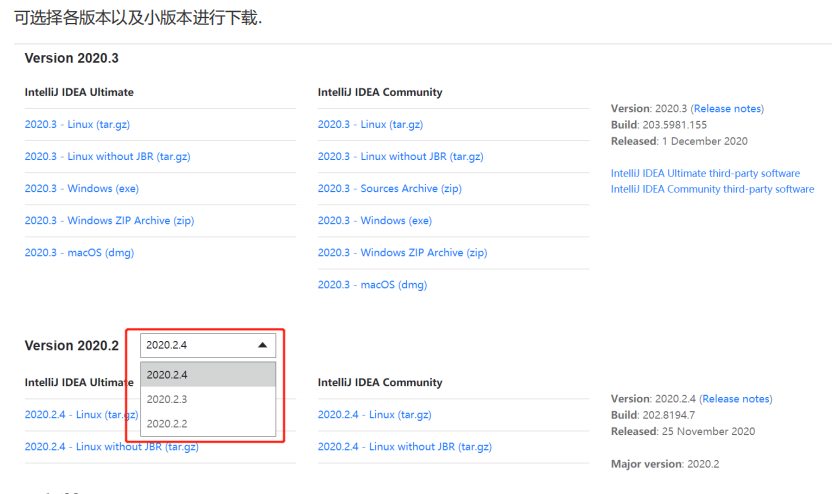 可选择各版本以及小版本进行下载.
Version 2020.3
IntelliJ IDEA Ultimate
2020.3 - Linux (tar.gz)
2020.3 - Linux without JBR (tar.gz)
2020.3 - Windows (exe)
2020.3 - Windows ZIP Archive (zip)
2020.3 - macOS (dmg)
IntelliJ IDEA Community
2020.3 - Linux (tar.gz)
2020.3 - Linux without JBR (tar.gz)
2020.3 - Sources Archive (zip)
2020.3 - Windows (exe)
2020.3 - Windows ZIP Archive (zip)
2020.3 - macOS (dmg)
Version: 2020.3 (Release notes)
Build: 203.5981.155
Released: 1 December 2020
IntelliJ IDEA Ultimate third-party software
IntelliJ IDEA Community third-party software
Version 2020.2
2020.2.4
2020.2.4
2020.2.3
2020.2.2
IntelliJ IDEA Ultimate
2020.2.4 - Linux (tar.gz)
2020.2.4 - Linux without JBR (tar.gz)
IntelliJ IDEA Community
2020.2.4 - Linux (tar.gz)
2020.2.4 - Linux without JBR (tar.gz)
Version: 2020.2.4 (Release notes)
Build: 202.8194.7
Released: 25 November 2020
Major version: 2020.2